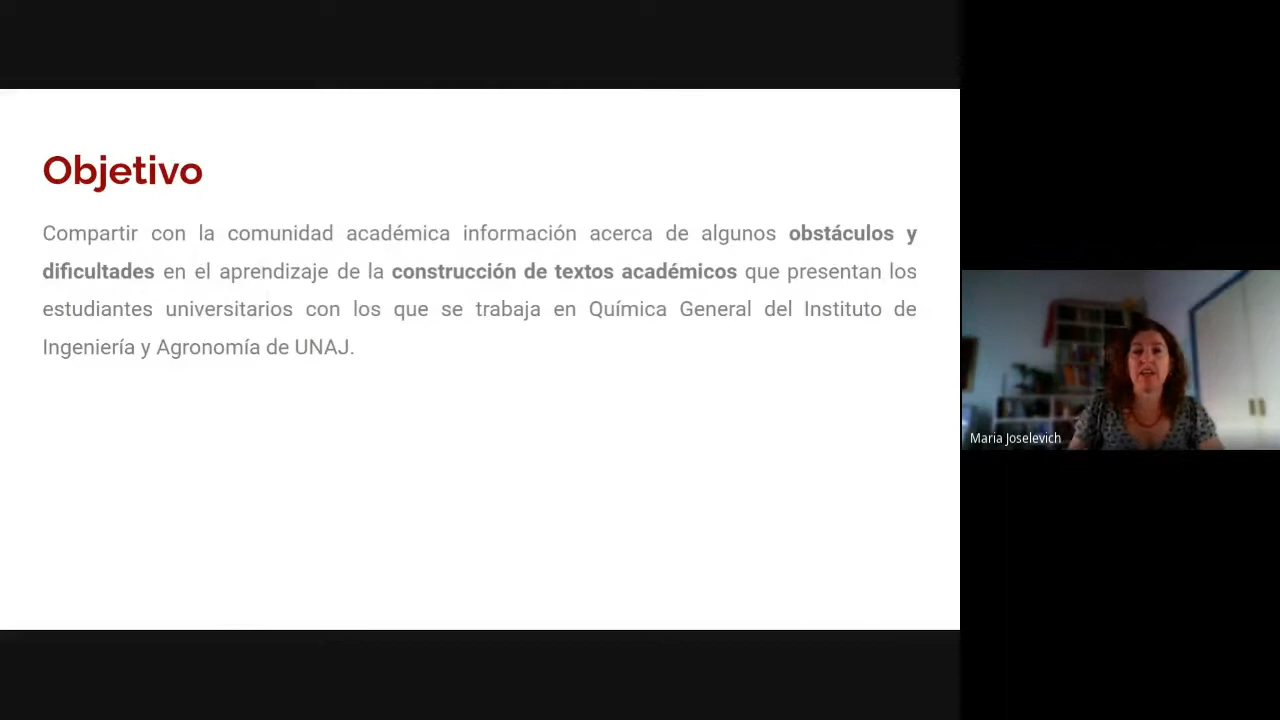 Objetivo
Compartir con la comunidad académica información acerca de algunos obstáculos y
dificultades en el aprendizaje de la construcción de textos académicos que presentan los
estudiantes universitarios con los que se trabaja en Química General del Instituto de
Ingeniería y Agronomía de UNAJ.
Maria Joselevich